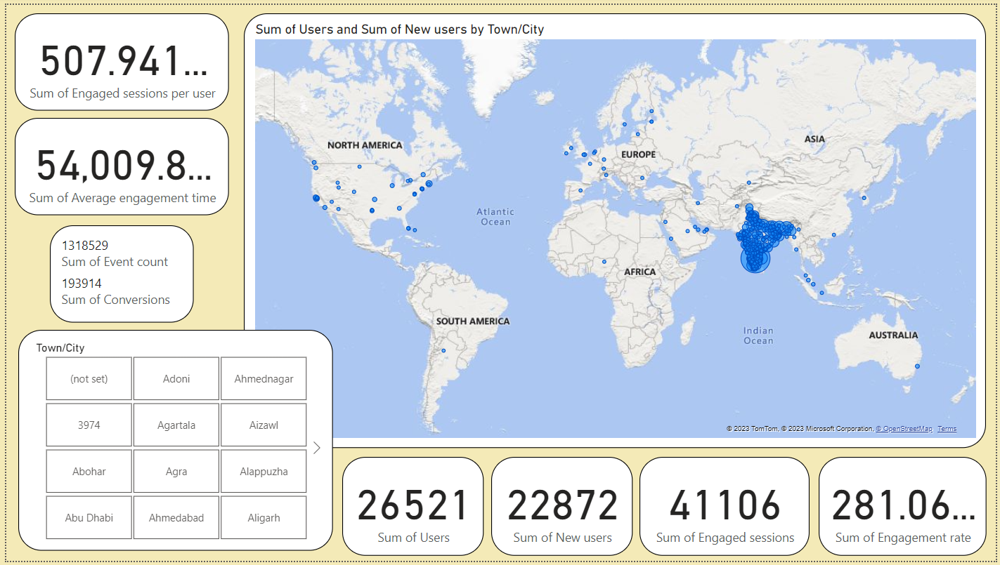 507.941...
Sum of Engaged sessions per user
54,009.8...
Sum of Average engagement time
1318529
Sum of Event count
193914
Sum of Conversions
Sum of Users and Sum of New users by Town/City
NORTH AMERICA
EUROPE
ASIA
Atlantic
Ocean
AFRICA
SOUTH AMERICA
Indian
Ocean
AUSTRALIA
© 2023 TomTom, © 2023 Microsoft Corporation, © OpenStreetMap Terms
Town/City
(not set) Adoni Ahmednagar
3974 Agartala Aizawl
Abohar Agra Alappuzha
Abu Dhabi Ahmedabad Aligarh
26521
Sum of Users
22872
Sum of New users
41106
Sum of Engaged sessions
281.06...
Sum of Engagement rate